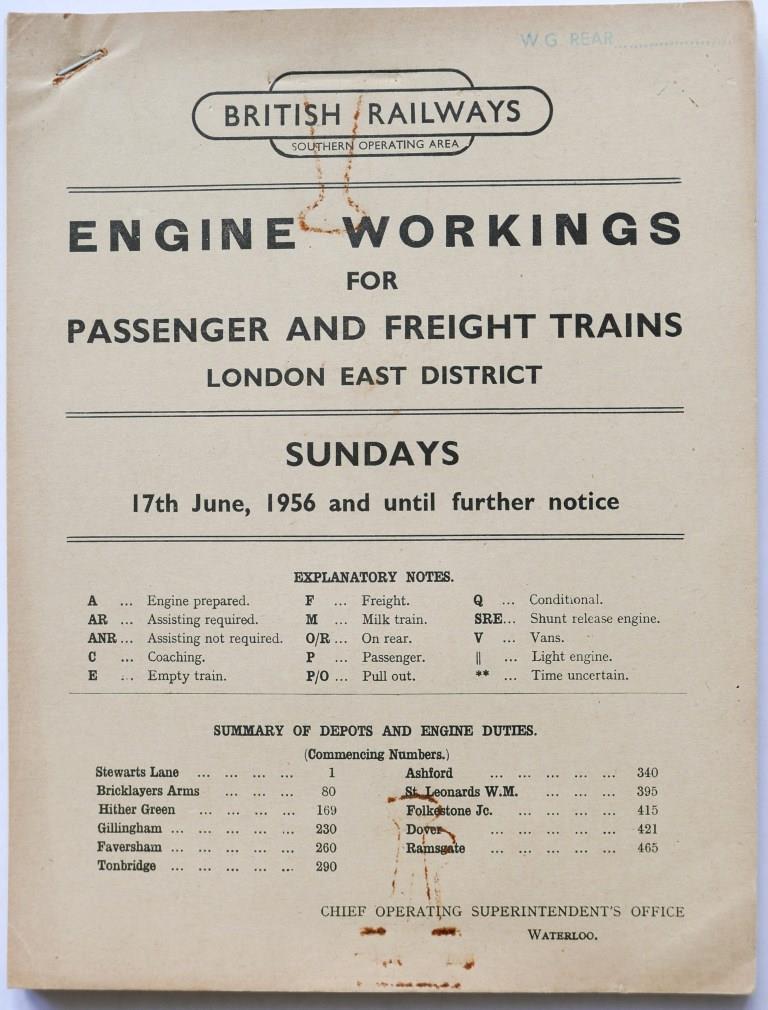 W.G. REAR....................
BRITISH RAILWAYS
SOUTHERN OPERATING AREA
ENGINE WORKINGS
FOR
PASSENGER AND FREIGHT TRAINS
LONDON EAST DISTRICT
SUNDAYS
17th June, 1956 and until further notice
EXPLANATORY NOTES.
A ... Engine prepared. F ... Freight. Q ... Conditional.
AR ... Assisting required. M ... Milk train. SRE... Shunt release engine.
ANR ... Assisting not required. O/R ... On rear. V ... Vans.
C ... Coaching. P ... Passenger. || ... Light engine.
E ... Empty train. P/O ... Pull out. ** ... Time uncertain.
SUMMARY OF DEPOTS AND ENGINE DUTIES.
(Commencing Numbers.)
Stewarts Lane ... ... ... ... 1 Ashford ... ... ... ... ... 340
Bricklayers Arms ... ... ... 80 St. Leonards W.M. ... ... ... 395
Hither Green ... ... ... ... 169 Folkestone Jc. ... ... ... ... 415
Gillingham ... ... ... ... ... 230 Dover ... ... ... ... ... 421
Faversham ... ... ... ... ... 260 Ramsgate ... ... ... ... ... 465
Tonbridge ... ... ... ... ... 290
CHIEF OPERATING SUPERINTENDENT'S OFFICE
WATERLOO.